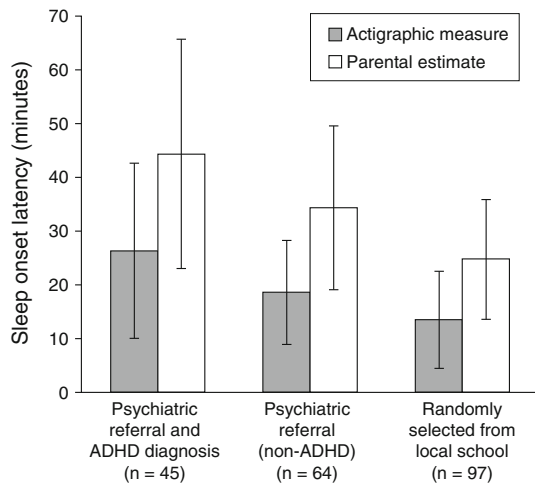 70
60
50
40
30
20
10
0
Sleep onset latency (minutes)
Actigraphic measure
Parental estimate
Psychiatric
referral and
ADHD diagnosis
(n = 45)
Psychiatric
referral
(non-ADHD)
(n = 64)
Randomly
selected from
local school
(n = 97)